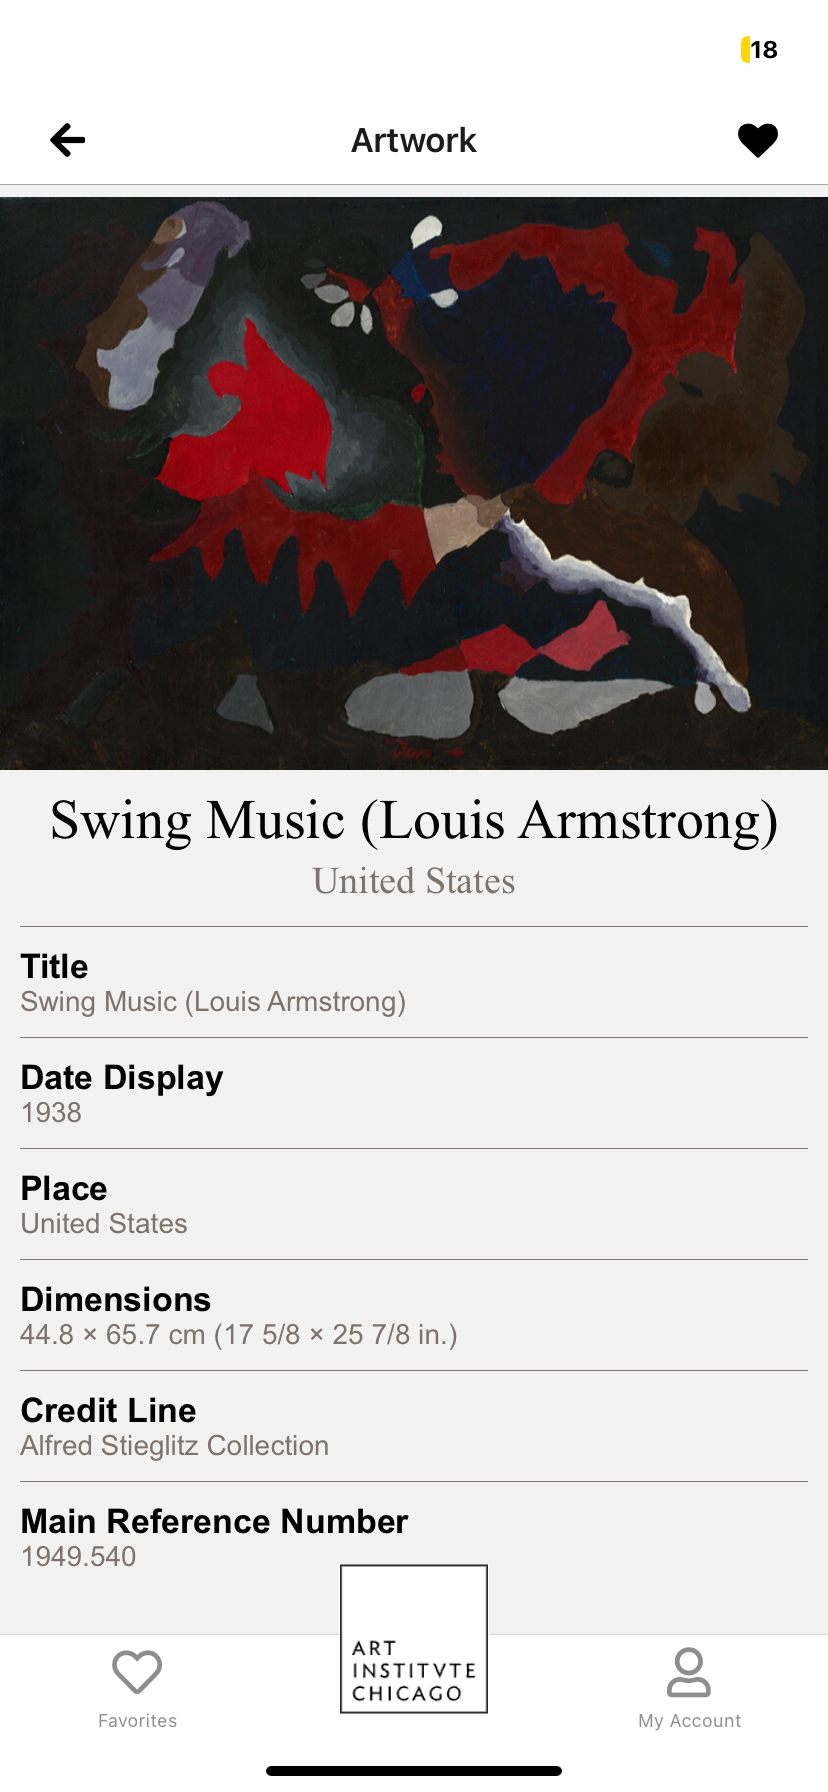 18
Artwork
Swing Music (Louis Armstrong)
United States
Title
Swing Music (Louis Armstrong)
Date Display
1938
Place
United States
Dimensions
44.8 × 65.7 cm (17 5/8 × 25 7/8 in.)
Credit Line
Alfred Stieglitz Collection
Main Reference Number
1949.540
ART
INSTITVTE
CHICAGO
Favorites
My Account